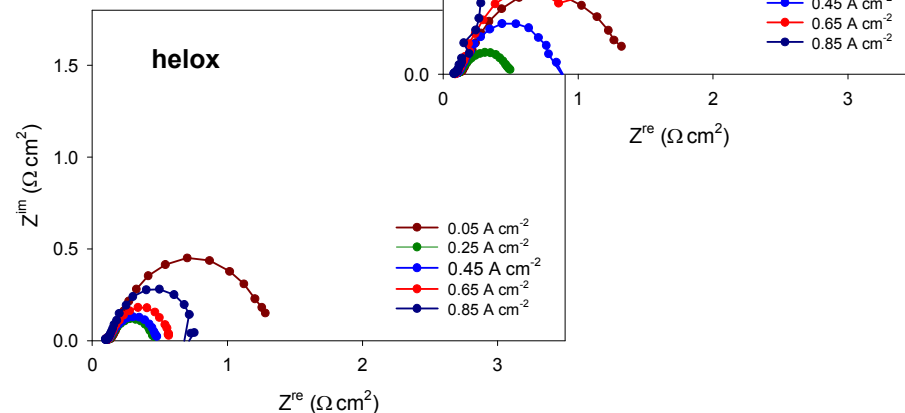 0.45 A cm⁻²
0.65 A cm⁻²
0.85 A cm⁻²
0.0
0 1 2 3
Zʳᵉ (Ω cm²)
helox
1.5
1.0
0.5
0.0
Zⁱᵐ (Ω cm²)
0.05 A cm⁻²
0.25 A cm⁻²
0.45 A cm⁻²
0.65 A cm⁻²
0.85 A cm⁻²
0 1 2 3
Zʳᵉ (Ω cm²)